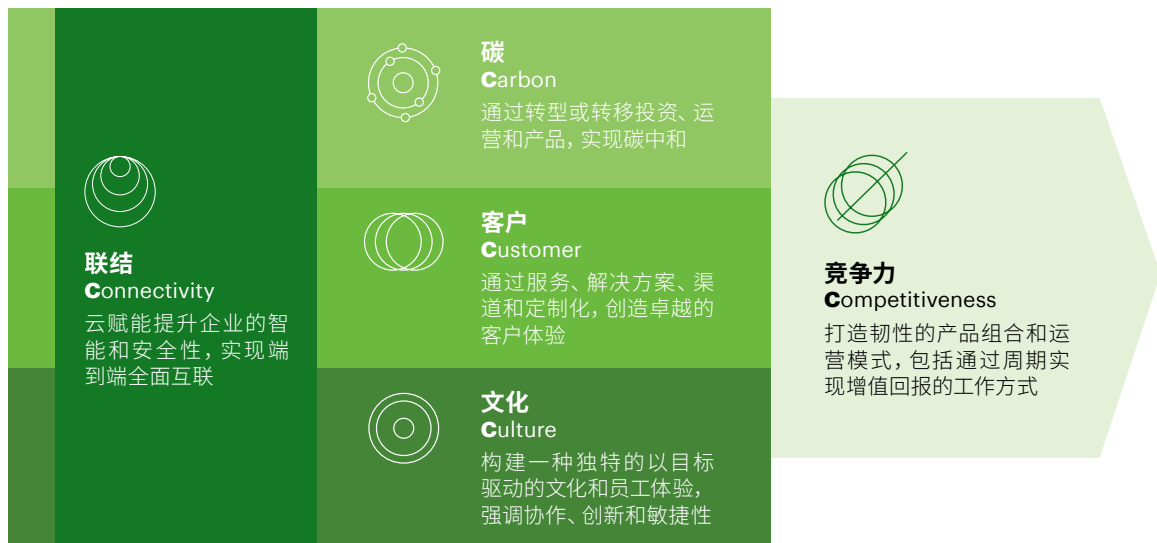 联结
Connectivity
云赋能提升企业的智
能和安全性，实现端
到端全面互联
碳
Carbon
通过转型或转移投资、运
营和产品，实现碳中和
客户
Customer
通过服务、解决方案、渠
道和定制化，创造卓越的
客户体验
文化
Culture
构建一种独特的以目标
驱动的文化和员工体验，
强调协作、创新和敏捷性
竞争力
Competitiveness
打造韧性的产品组合和运
营模式，包括通过周期实
现增值回报的工作方式